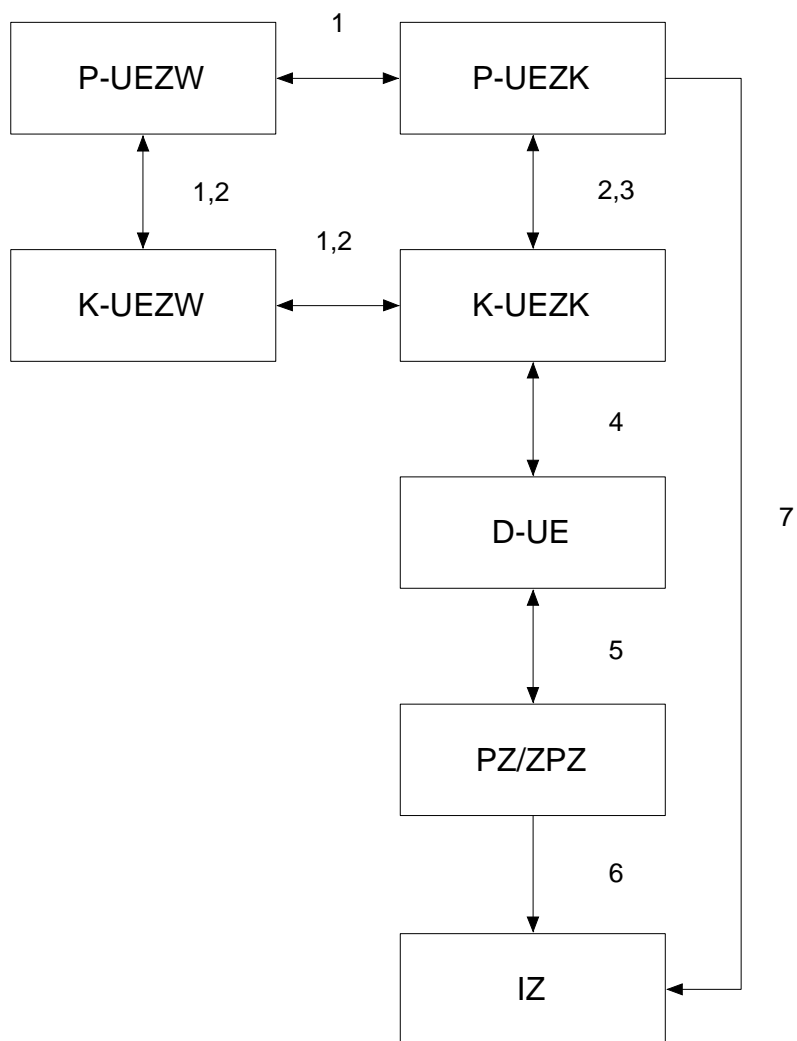 1
P-UEZW
P-UEZK
1,2
2,3
1,2
K-UEZW
K-UEZK
4
7
D-UE
5
PZ/ZPZ
6
IZ